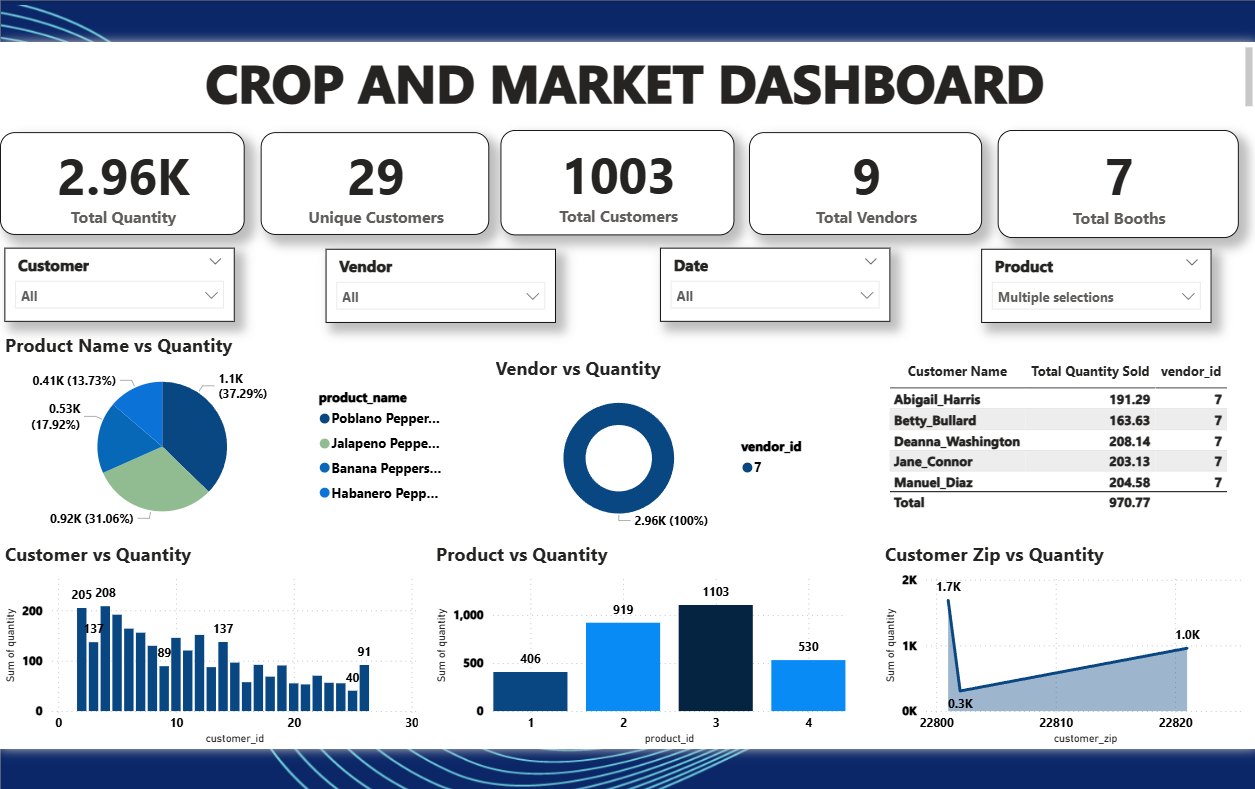 CROP AND MARKET DASHBOARD
2.96K
Total Quantity
29
Unique Customers
1003
Total Customers
9
Total Vendors
7
Total Booths
Customer
All
Vendor
All
Date
All
Product
Multiple selections
Product Name vs Quantity
0.41K (13.73%)
1.1K
(37.29%)
0.53K
(17.92%)
0.92K (31.06%)
product_name
Poblano Pepper...
Jalapeno Peppe...
Banana Peppers...
Habanero Pepp...
Vendor vs Quantity
2.96K (100%)
vendor_id
7
Customer Name Total Quantity Sold vendor_id
Abigail_Harris 191.29 7
Betty_Bullard 163.63 7
Deanna_Washington 208.14 7
Jane_Connor 203.13 7
Manuel_Diaz 204.58 7
Total 970.77
Customer vs Quantity
Sum of quantity
200
100
0
205 208
137
89
137
40
91
0 10 20 30
customer_id
Product vs Quantity
Sum of quantity
1,000
500
0
406
919
1103
530
1 2 3 4
product_id
Customer Zip vs Quantity
Sum of quantity
2K
1K
0K
1.7K
0.3K
1.0K
22800 22810 22820
customer_zip